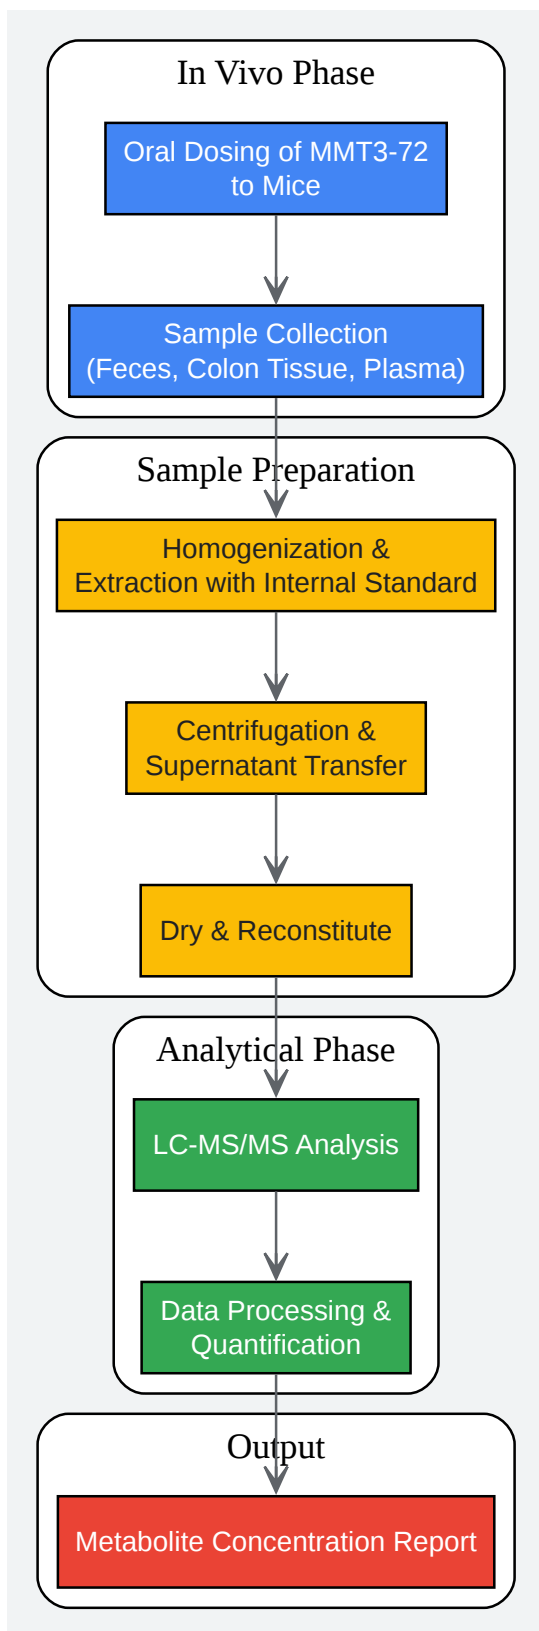 In Vivo Phase
Oral Dosing of MMT3-72
to Mice
Sample Collection
(Feces, Colon Tissue, Plasma)
Sample Preparation
Homogenization &
Extraction with Internal Standard
Centrifugation &
Supernatant Transfer
Dry & Reconstitute
Analytical Phase
LC-MS/MS Analysis
Data Processing &
Quantification
Output
Metabolite Concentration Report